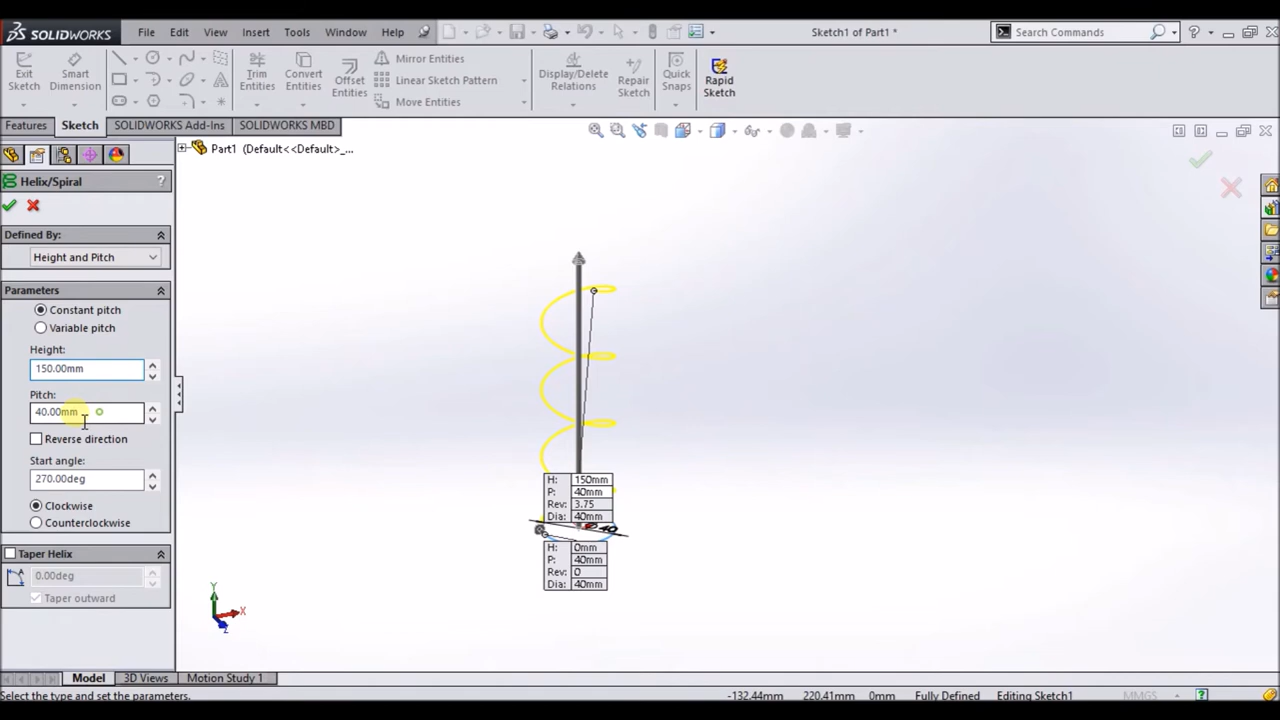 SOLIDWORKS File Edit View Insert Tools Window Help Sketch1 of Part1 * Search Commands ?
Exit Sketch
Smart Dimension
Trim Entities
Convert Entities
Offset Entities
Mirror Entities
Linear Sketch Pattern
Move Entities
Display/Delete Relations
Repair Sketch
Quick Snaps
Rapid Sketch
Features Sketch SOLIDWORKS Add-Ins SOLIDWORKS MBD
Part1 (Default<<Default>_...
Helix/Spiral ?
Defined By:
Height and Pitch
Parameters
Constant pitch
Variable pitch
Height:
150.00mm
Pitch:
40.00mm
Reverse direction
Start angle:
270.00deg
Clockwise
Counterclockwise
Taper Helix
0.00deg
Taper outward
H: 150mm
P: 40mm
Rev: 3.75
Dia: 40mm
40
H: 0mm
P: 40mm
Rev: 0
Dia: 40mm
Y
X
Z
Model 3D Views Motion Study 1
Select the type and set the parameters. -132.44mm 220.41mm 0mm Fully Defined Editing Sketch1 MMGS ?